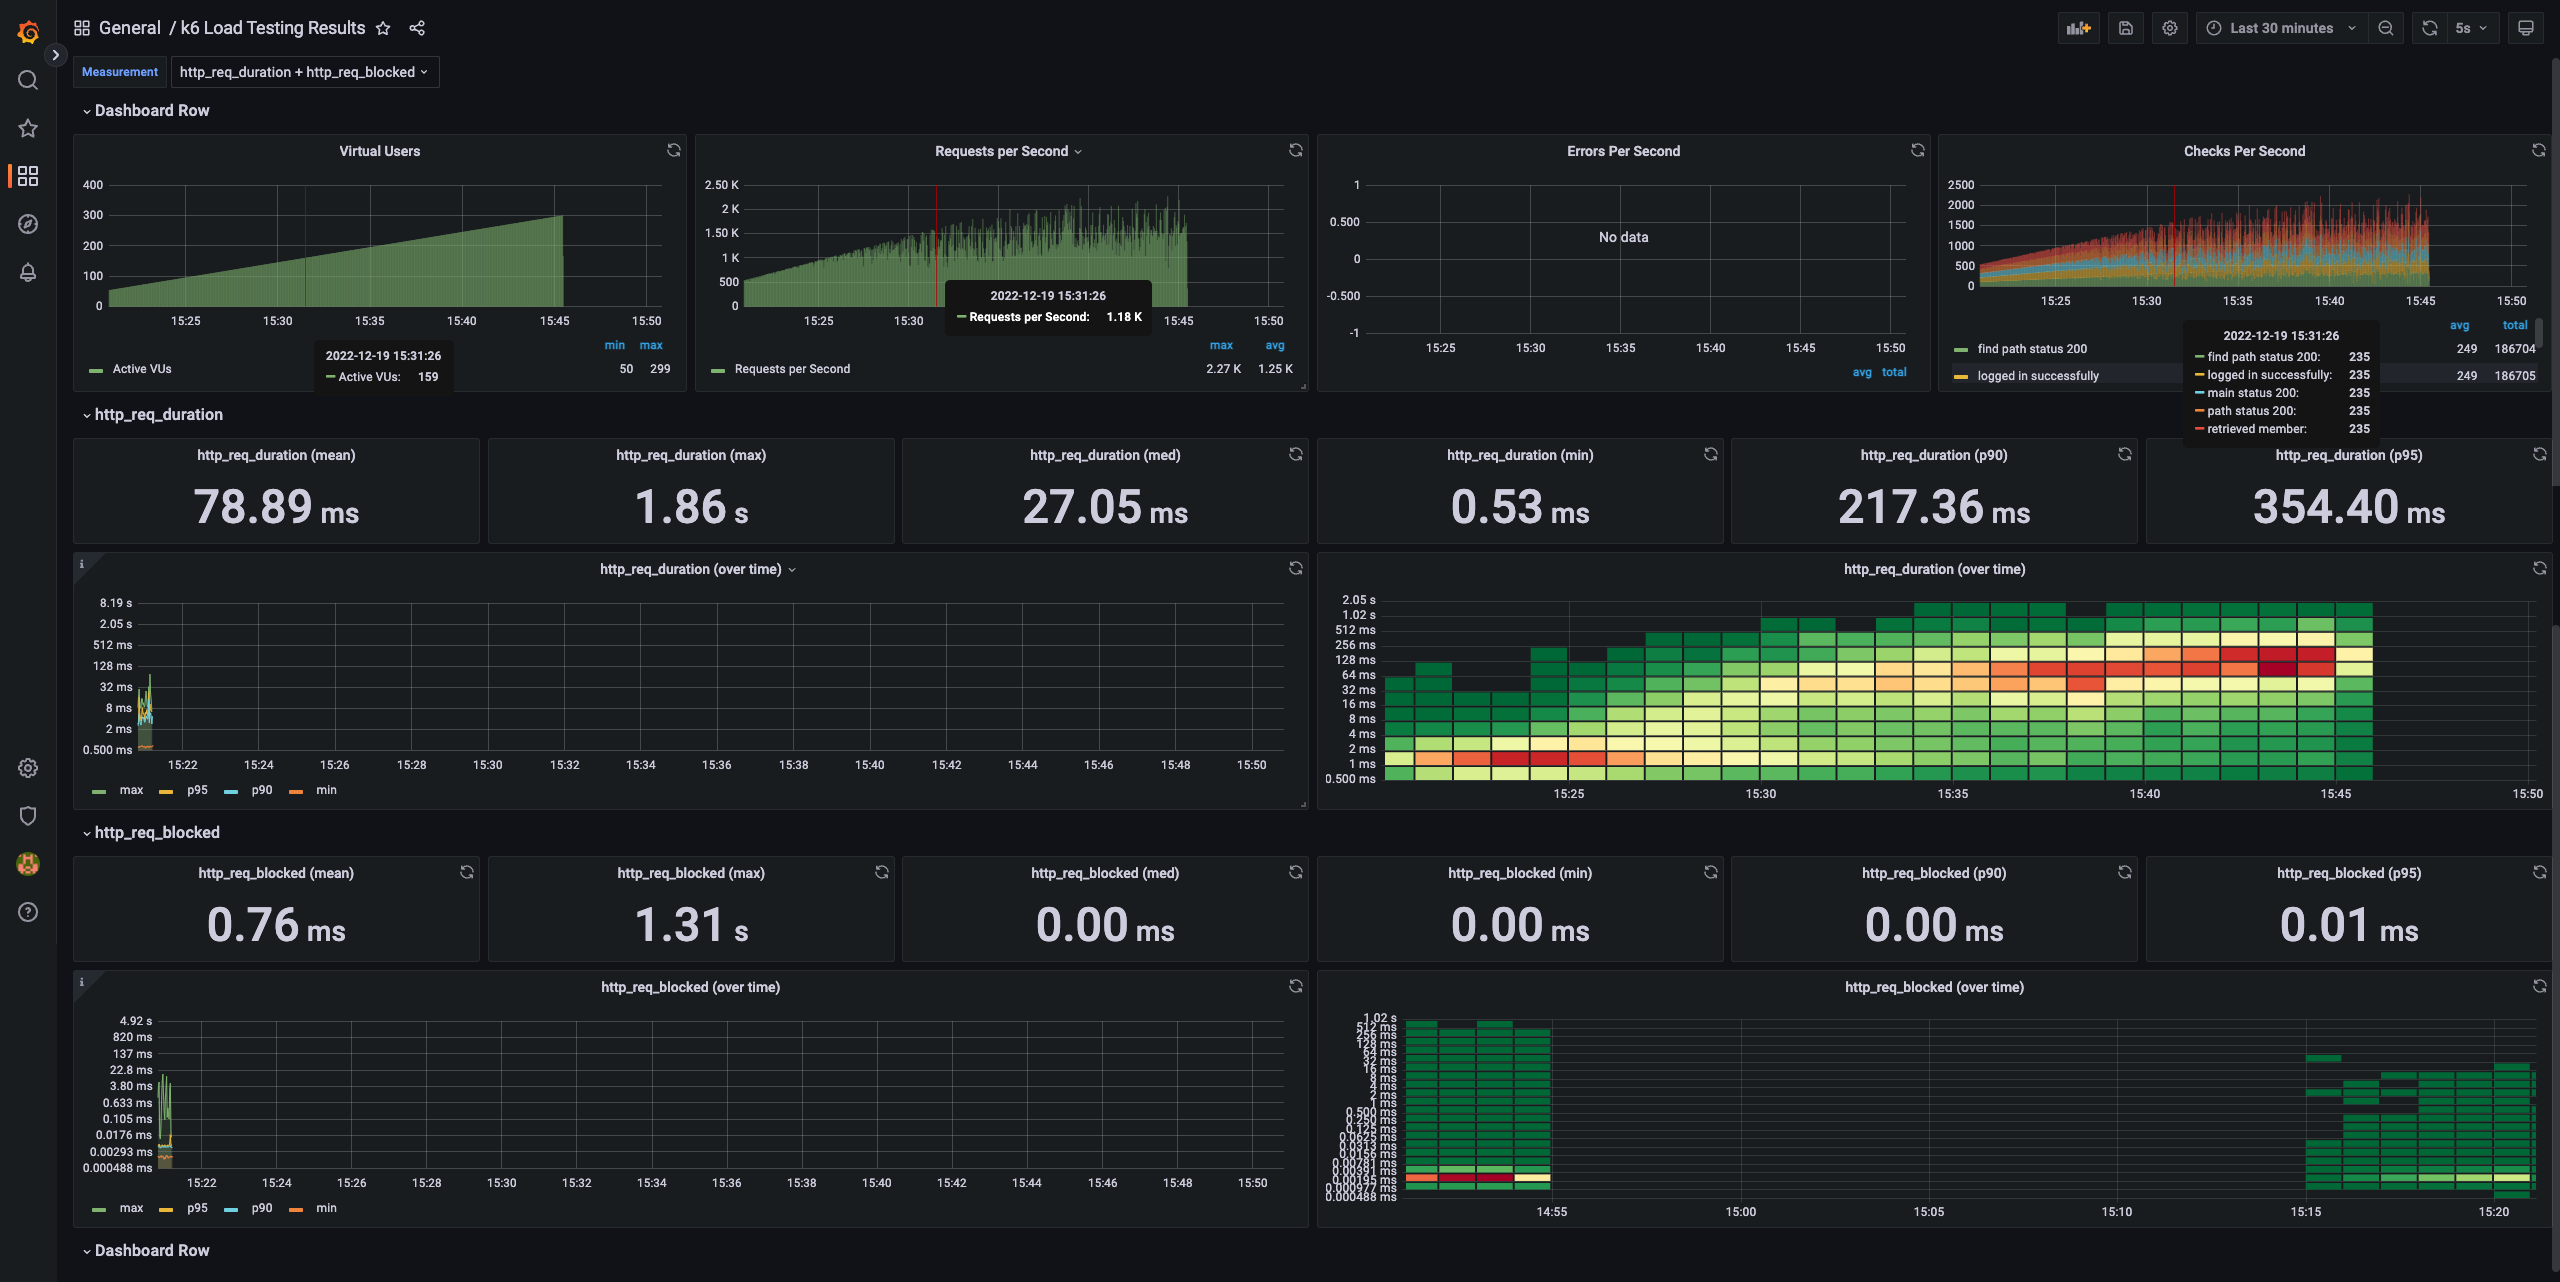 General / k6 Load Testing Results
Last 30 minutes
5s
Measurement
http_req_duration + http_req_blocked
Dashboard Row
Virtual Users
400
300
200
100
0
15:25 15:30 15:35 15:40 15:45 15:50
min max
Active VUs 50 299
2022-12-19 15:31:26
Active VUs: 159
Requests per Second
2.50 K
2 K
1.50 K
1 K
500
0
15:25 15:30 15:45 15:50
2022-12-19 15:31:26
Requests per Second: 1.18 K
max avg
Requests per Second 2.27 K 1.25 K
Errors Per Second
1
0.500
0
-0.500
-1
No data
15:25 15:30 15:35 15:40 15:45 15:50
avg total
Checks Per Second
2500
2000
1500
1000
500
0
15:25 15:30 15:35 15:40 15:45 15:50
avg total
find path status 200 249 186704
logged in successfully 249 186705
2022-12-19 15:31:26
find path status 200: 235
logged in successfully: 235
main status 200: 235
path status 200: 235
retrieved member: 235
http_req_duration
http_req_duration (mean)
78.89 ms
http_req_duration (max)
1.86 s
http_req_duration (med)
27.05 ms
http_req_duration (min)
0.53 ms
http_req_duration (p90)
217.36 ms
http_req_duration (p95)
354.40 ms
http_req_duration (over time)
8.19 s
2.05 s
512 ms
128 ms
32 ms
8 ms
2 ms
0.500 ms
15:22 15:24 15:26 15:28 15:30 15:32 15:34 15:36 15:38 15:40 15:42 15:44 15:46 15:48 15:50
max p95 p90 min
http_req_duration (over time)
2.05 s
1.02 s
512 ms
256 ms
128 ms
64 ms
32 ms
16 ms
8 ms
4 ms
2 ms
1 ms
0.500 ms
15:25 15:30 15:35 15:40 15:45 15:50
http_req_blocked
http_req_blocked (mean)
0.76 ms
http_req_blocked (max)
1.31 s
http_req_blocked (med)
0.00 ms
http_req_blocked (min)
0.00 ms
http_req_blocked (p90)
0.00 ms
http_req_blocked (p95)
0.01 ms
http_req_blocked (over time)
4.92 s
820 ms
137 ms
22.8 ms
3.80 ms
0.633 ms
0.105 ms
0.0176 ms
0.00293 ms
0.000488 ms
15:22 15:24 15:26 15:28 15:30 15:32 15:34 15:36 15:38 15:40 15:42 15:44 15:46 15:48 15:50
max p95 p90 min
http_req_blocked (over time)
1.02 s
512 ms
256 ms
128 ms
64 ms
32 ms
16 ms
8 ms
4 ms
2 ms
1 ms
0.500 ms
0.250 ms
0.125 ms
0.0625 ms
0.0313 ms
0.0156 ms
0.00781 ms
0.00391 ms
0.00195 ms
0.000977 ms
0.000488 ms
14:55 15:00 15:05 15:10 15:15 15:20
Dashboard Row